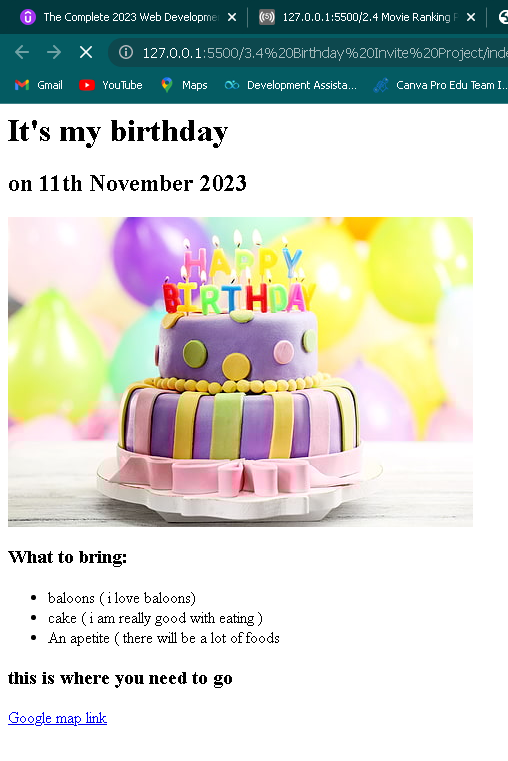 The Complete 2023 Web Developme
127.0.0.1:5500/2.4 Movie Ranking P
127.0.0.1:5500/3.4%20Birthday%20Invite%20Project/inde
Gmail YouTube Maps Development Assista... Canva Pro Edu Team I...
It's my birthday
on 11th November 2023
HAPPY
BIRTHDAY
What to bring:
baloons ( i love baloons)
cake ( i am really good with eating )
An apetite ( there will be a lot of foods
this is where you need to go
Google map link